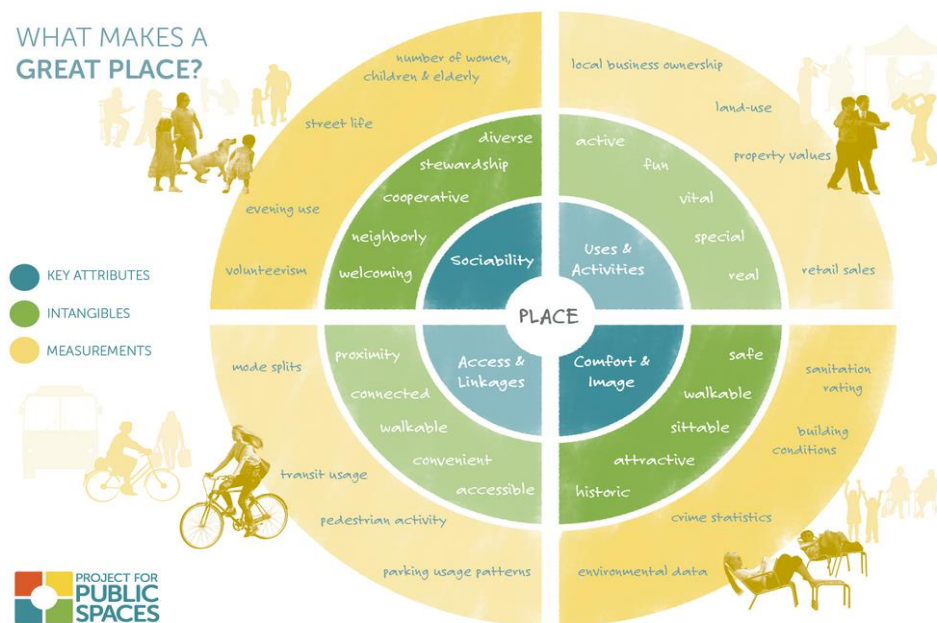 WHAT MAKES A
GREAT PLACE?
number of women,
children & elderly
street life
evening use
volunteerism
diverse
stewardship
cooperative
neighborly
welcoming
Sociability
local business ownership
land-use
property values
retail sales
active
fun
vital
special
real
Uses &
Activities
KEY ATTRIBUTES
INTANGIBLES
MEASUREMENTS
PLACE
Access &
Linkages
proximity
connected
walkable
convenient
accessible
mode splits
transit usage
pedestrian activity
parking usage patterns
Comfort &
Image
safe
walkable
sittable
attractive
historic
sanitation
rating
building
conditions
crime statistics
environmental data
PROJECT FOR
PUBLIC
SPACES